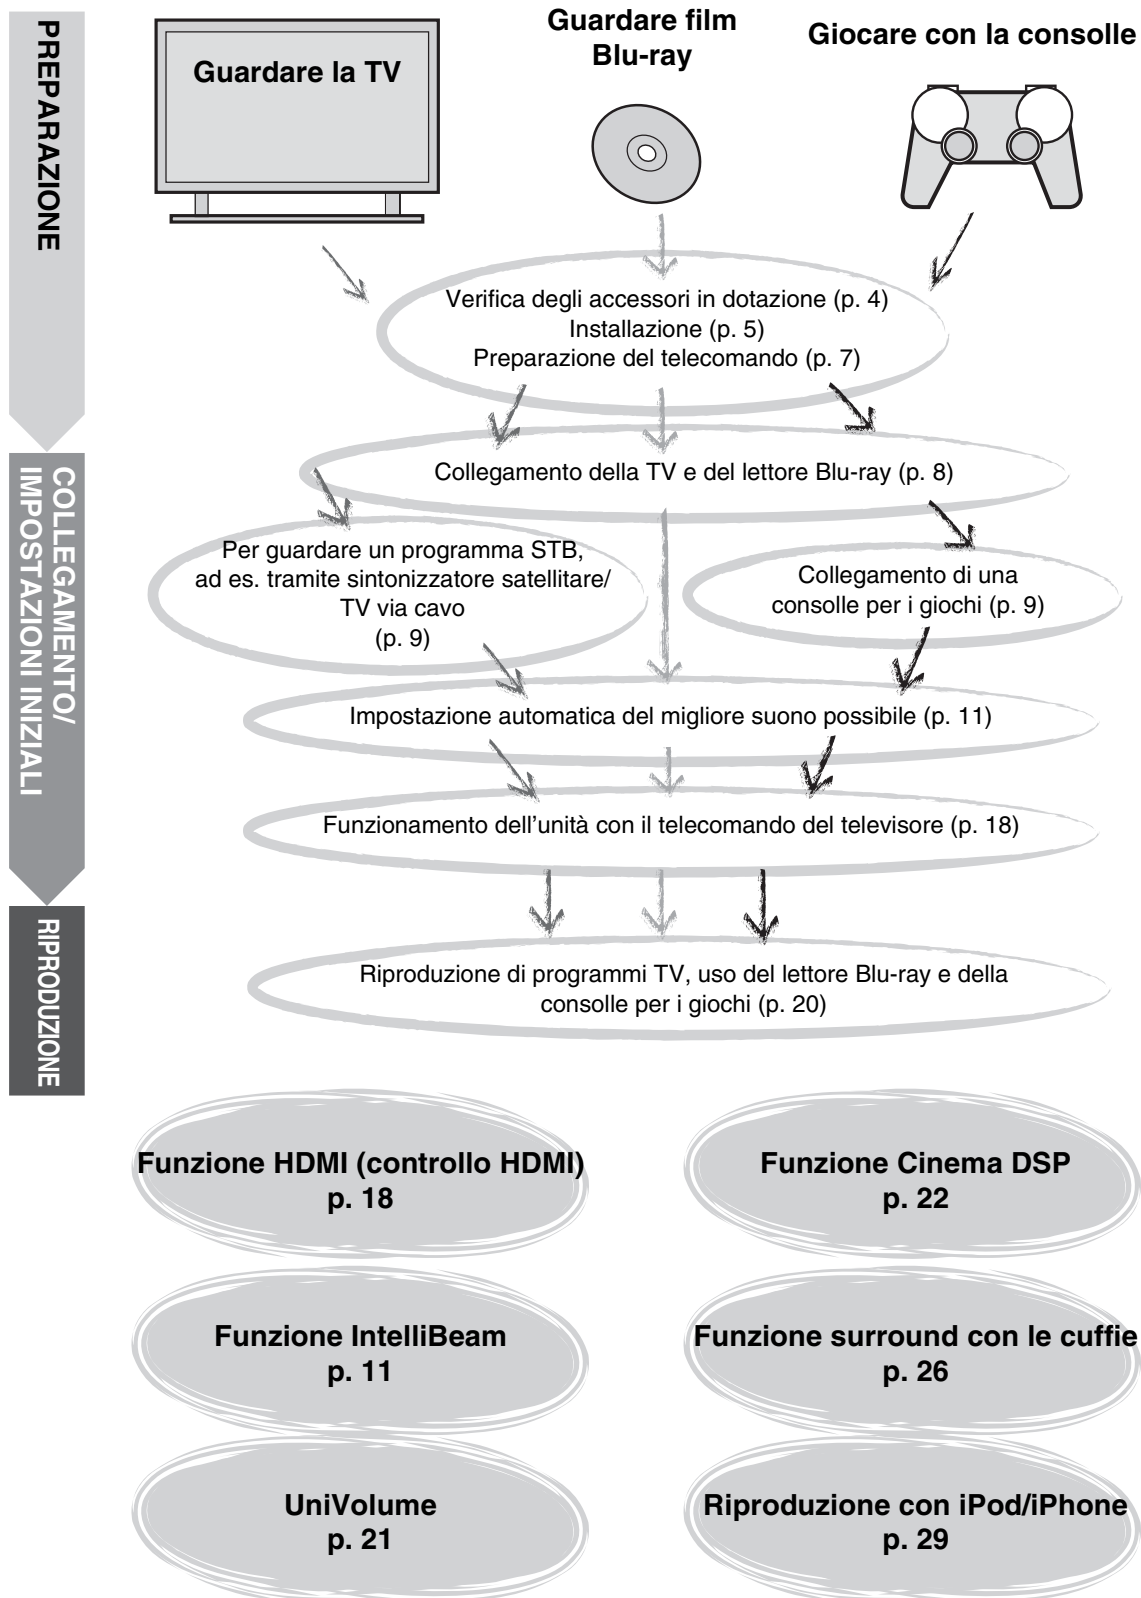 PREPARAZIONE
Guardare la TV
Guardare film
Blu-ray
Giocare con la consolle
Verifica degli accessori in dotazione (p. 4)
Installazione (p. 5)
Preparazione del telecomando (p. 7)
COLLEGAMENTO/
IMPOSTAZIONI INIZIALI
Collegamento della TV e del lettore Blu-ray (p. 8)
Per guardare un programma STB,
ad es. tramite sintonizzatore satellitare/
TV via cavo
(p. 9)
Collegamento di una
consolle per i giochi (p. 9)
Impostazione automatica del migliore suono possibile (p. 11)
Funzionamento dell'unità con il telecomando del televisore (p. 18)
RIPRODUZIONE
Riproduzione di programmi TV, uso del lettore Blu-ray e della
consolle per i giochi (p. 20)
Funzione HDMI (controllo HDMI)
p. 18
Funzione Cinema DSP
p. 22
Funzione IntelliBeam
p. 11
Funzione surround con le cuffie
p. 26
UniVolume
p. 21
Riproduzione con iPod/iPhone
p. 29